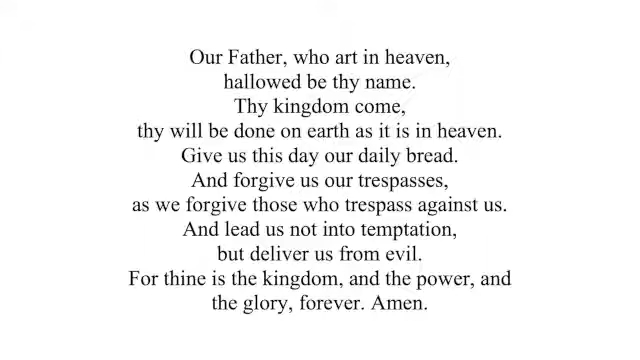 Our Father, who art in heaven,
hallowed be thy name.
Thy kingdom come,
thy will be done on earth as it is in heaven.
Give us this day our daily bread.
And forgive us our trespasses,
as we forgive those who trespass against us.
And lead us not into temptation,
but deliver us from evil.
For thine is the kingdom, and the power, and
the glory, forever. Amen.